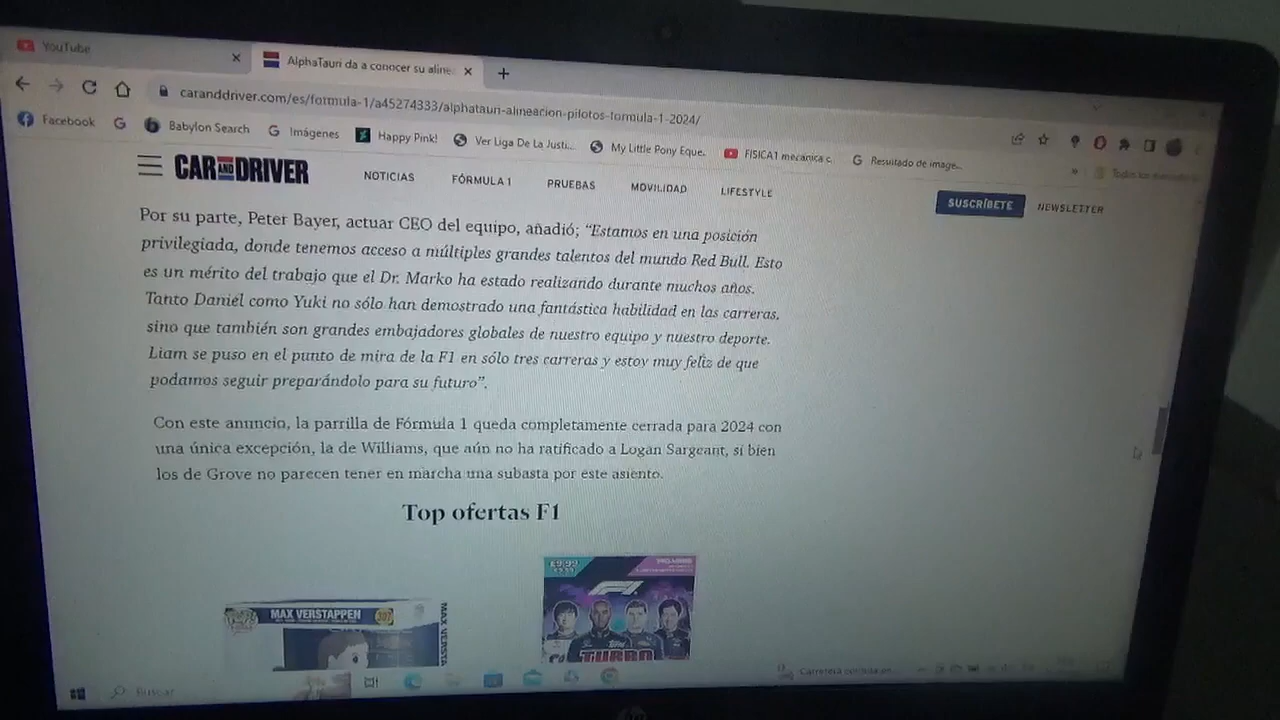 YouTube
AlphaTauri da a conocer su aline
caranddriver.com/es/formula-1/a45274333/alphatauri-alineacion-pilotos-formula-1-2024/
Facebook
Babylon Search
Imágenes
Happy Pink!
Ver Liga De La Justi...
My Little Pony Eque.
FISICA1 mecánica c.
Resultado de image...
CAR AND DRIVER
NOTICIAS
FÓRMULA 1
PRUEBAS
MOVILIDAD
LIFESTYLE
SUSCRÍBETE
NEWSLETTER
Por su parte, Peter Bayer, actuar CEO del equipo, añadió; “Estamos en una posición
privilegiada, donde tenemos acceso a múltiples grandes talentos del mundo Red Bull. Esto
es un mérito del trabajo que el Dr. Marko ha estado realizando durante muchos años.
Tanto Daniel como Yuki no sólo han demostrado una fantástica habilidad en las carreras,
sino que también son grandes embajadores globales de nuestro equipo y nuestro deporte.
Liam se puso en el punto de mira de la F1 en sólo tres carreras y estoy muy feliz de que
podamos seguir preparándolo para su futuro”.
Con este anuncio, la parrilla de Fórmula 1 queda completamente cerrada para 2024 con
una única excepción, la de Williams, que aún no ha ratificado a Logan Sargeant, si bien
los de Grove no parecen tener en marcha una subasta por este asiento.
Top ofertas F1
MAX VERSTAPPEN
MAX VERSTA
F1
TURBO
Buscar